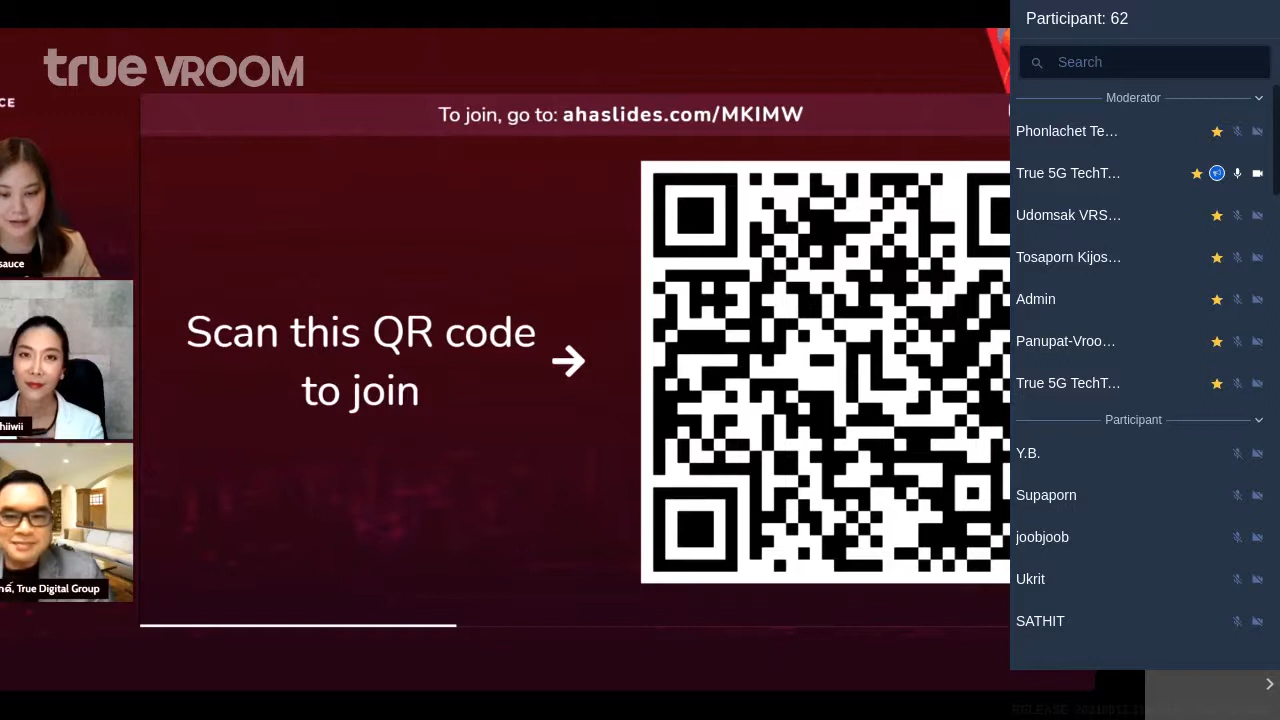 true VROOM
CE
To join, go to: ahaslides.com/MKIMW
Scan this QR code
to join
sauce
hiiwii
True Digital Group
Participant: 62
Search
Moderator
Phonlachet Te…
True 5G TechT…
Udomsak VRS…
Tosaporn Kijos…
Admin
Panupat-Vroo…
True 5G TechT…
Participant
Y.B.
Supaporn
joobjoob
Ukrit
SATHIT